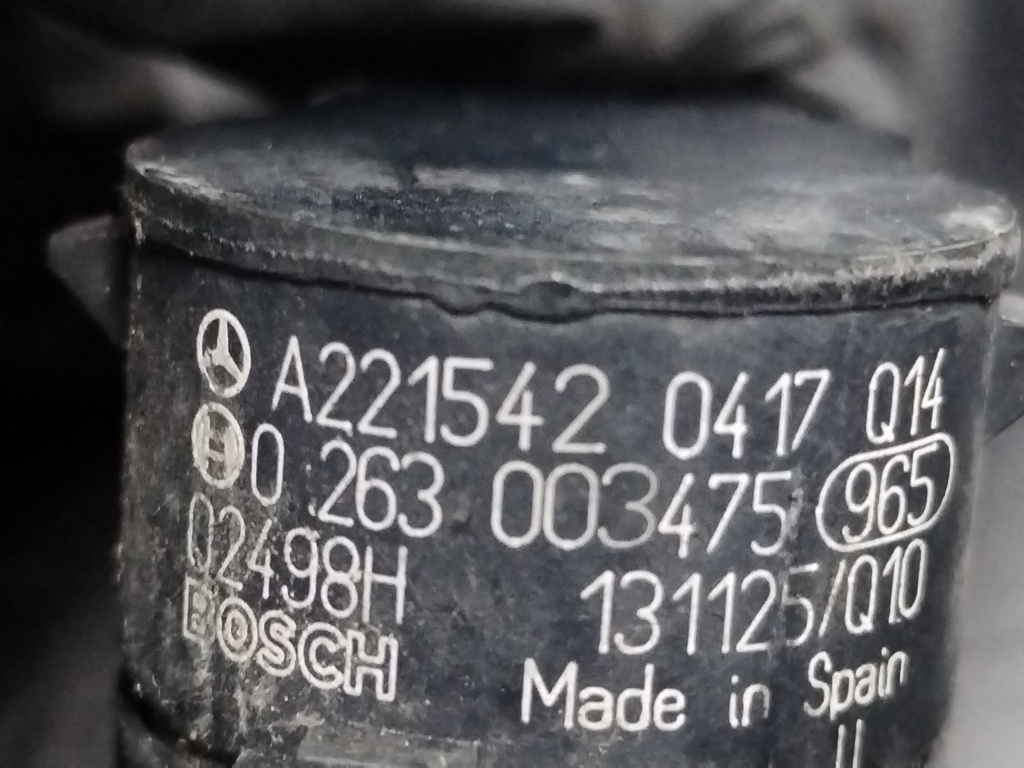 A221542 0417 Q14
0 263 003475 965
02498H 131125/Q10
BOSCH
Made in Spain